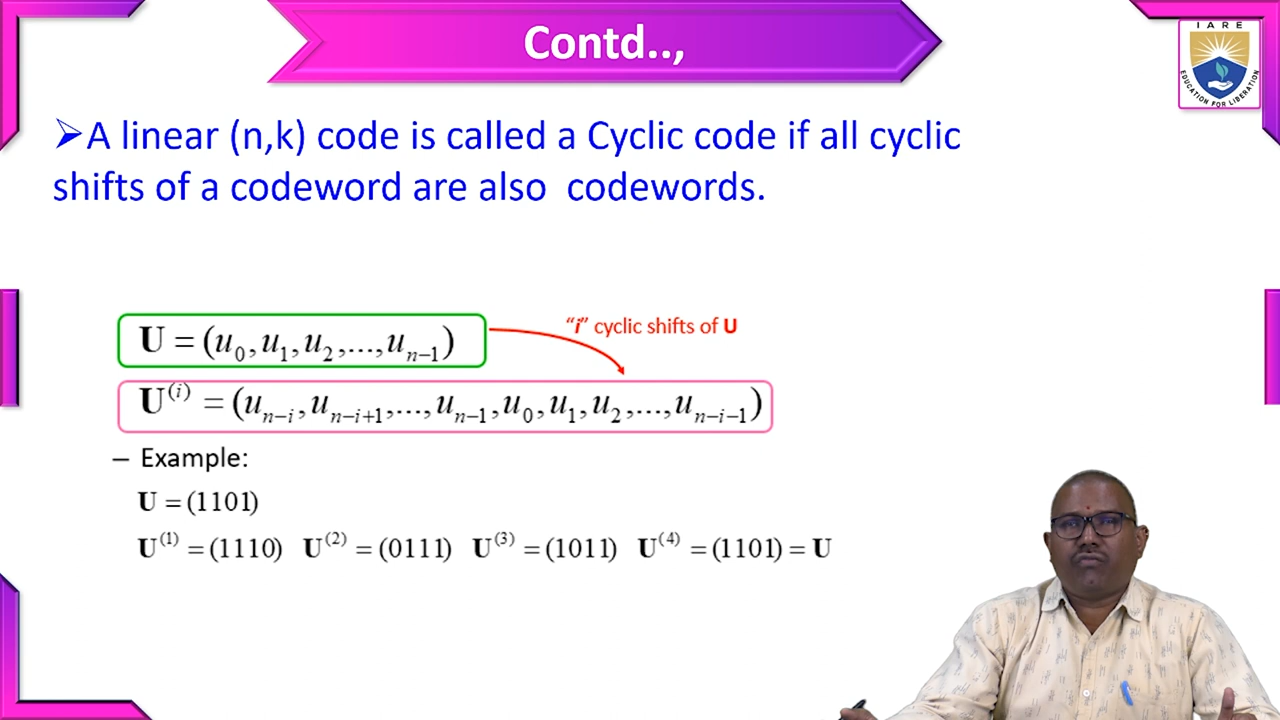 Contd..,
I A R E
EDUCATION FOR LIBERATION
➢A linear (n,k) code is called a Cyclic code if all cyclic
shifts of a codeword are also codewords.
“i” cyclic shifts of U
U = (u₀,u₁,u₂,...,uₙ₋₁)
U⁽ⁱ⁾ = (uₙ₋ᵢ,uₙ₋ᵢ₊₁,...,uₙ₋₁,u₀,u₁,u₂,...,uₙ₋ᵢ₋₁)
– Example:
U = (1101)
U⁽¹⁾ = (1110) U⁽²⁾ = (0111) U⁽³⁾ = (1011) U⁽⁴⁾ = (1101) = U